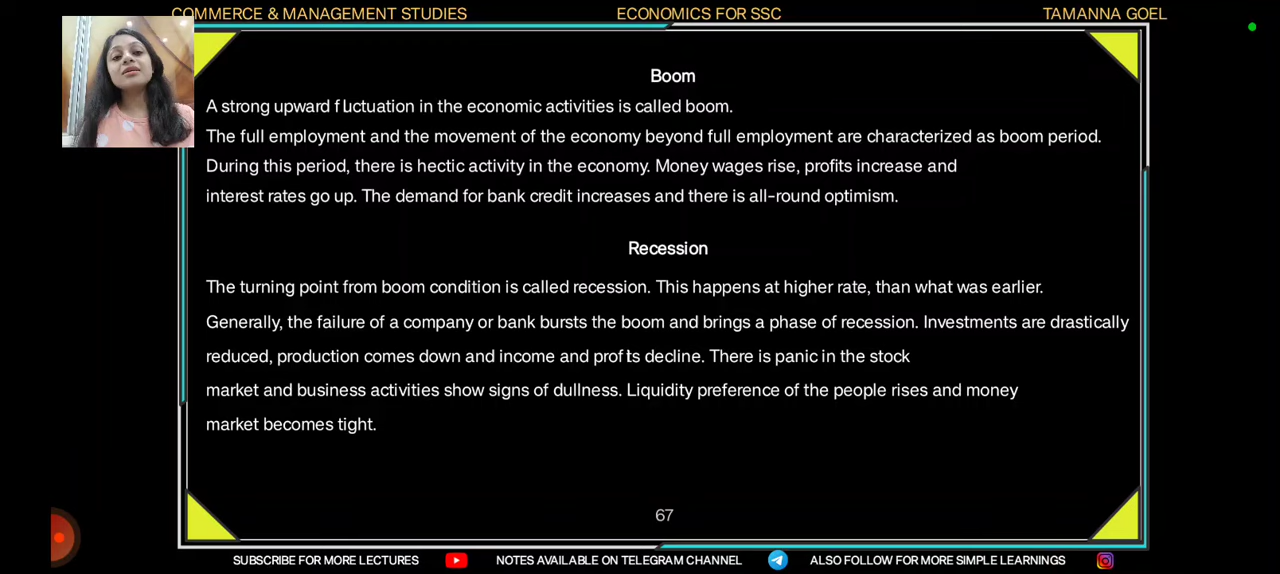 COMMERCE & MANAGEMENT STUDIES ECONOMICS FOR SSC TAMANNA GOEL
Boom
A strong upward fluctuation in the economic activities is called boom.
The full employment and the movement of the economy beyond full employment are characterized as boom period.
During this period, there is hectic activity in the economy. Money wages rise, profits increase and
interest rates go up. The demand for bank credit increases and there is all-round optimism.
Recession
The turning point from boom condition is called recession. This happens at higher rate, than what was earlier.
Generally, the failure of a company or bank bursts the boom and brings a phase of recession. Investments are drastically
reduced, production comes down and income and profits decline. There is panic in the stock
market and business activities show signs of dullness. Liquidity preference of the people rises and money
market becomes tight.
67
SUBSCRIBE FOR MORE LECTURES NOTES AVAILABLE ON TELEGRAM CHANNEL ALSO FOLLOW FOR MORE SIMPLE LEARNINGS